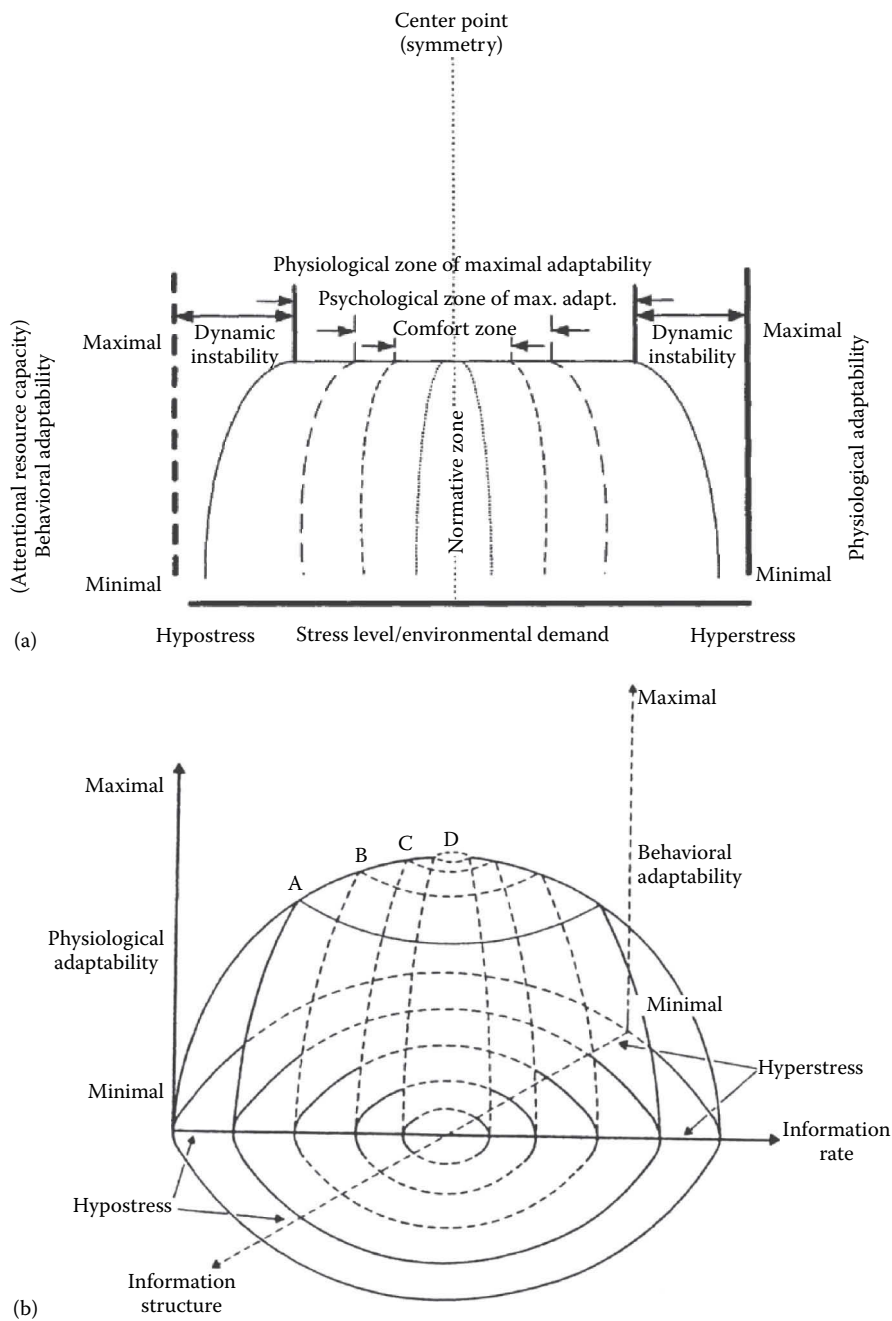 Center point
(symmetry)
Physiological zone of maximal adaptability
Psychological zone of max. adapt.
Comfort zone
Dynamic
instability
Dynamic
instability
Maximal
Maximal
(Attentional resource capacity)
Behavioral adaptability
Normative zone
Physiological adaptability
Minimal
Minimal
Hypostress
Stress level/environmental demand
Hyperstress
(a)
Maximal
Maximal
D
C
B
A
Behavioral
adaptability
Physiological
adaptability
Minimal
Minimal
Hyperstress
Information
rate
Hypostress
Information
structure
(b)